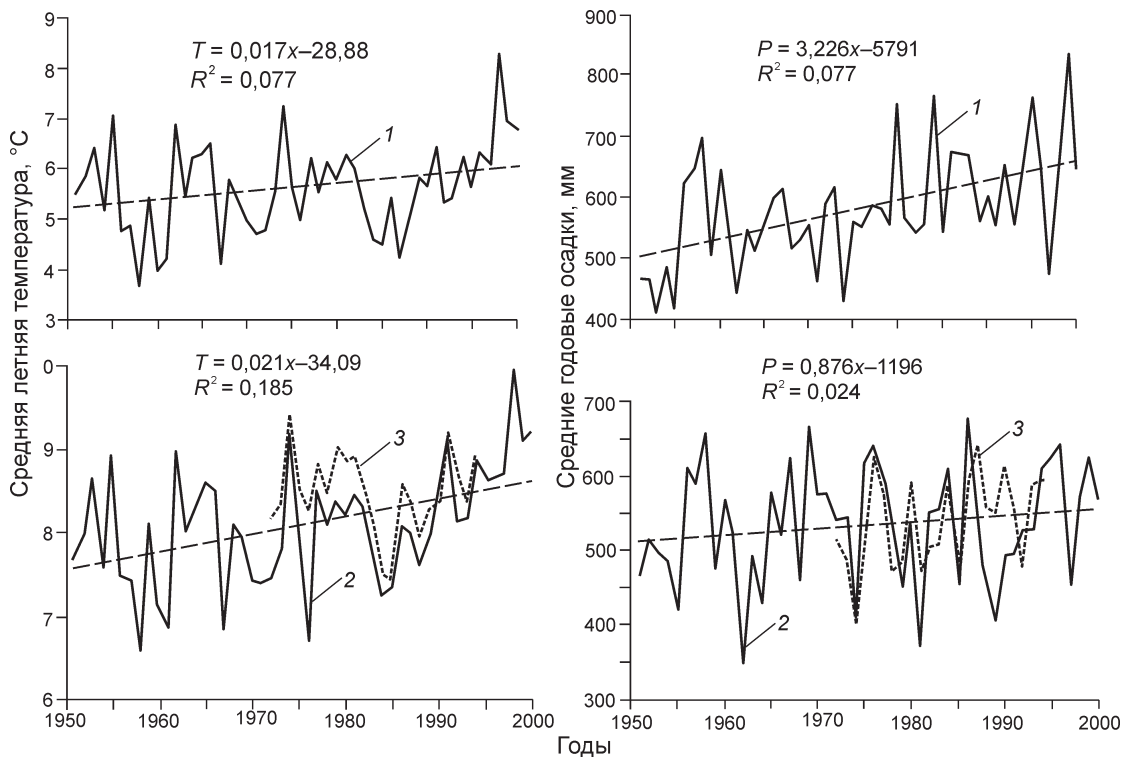 Средняя летняя температура, °C
9
8
7
6
5
4
3
T = 0,017x–28,88
R² = 0,077
1
0
9
8
7
6
T = 0,021x–34,09
R² = 0,185
3
2
1950 1960 1970 1980 1990 2000
Средние годовые осадки, мм
900
800
700
600
500
400
P = 3,226x–5791
R² = 0,077
1
700
600
500
400
300
P = 0,876x–1196
R² = 0,024
3
2
1950 1960 1970 1980 1990 2000
Годы